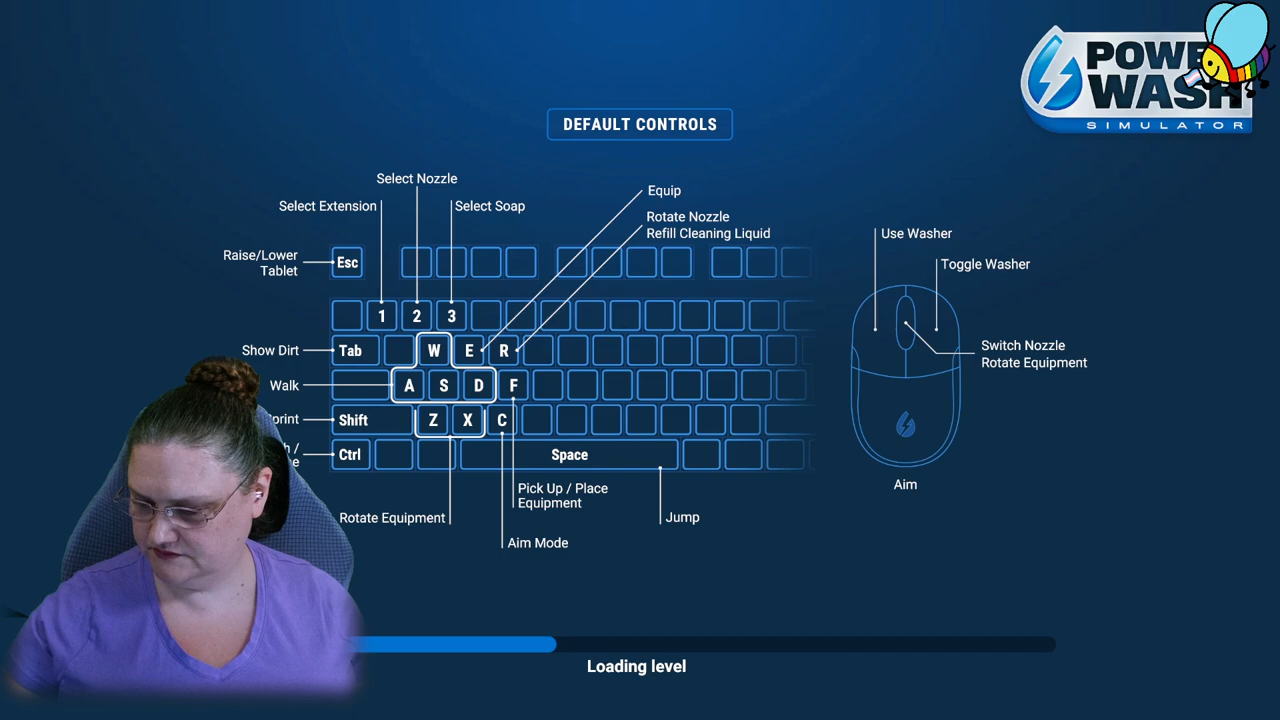 POWE
WASH
SIMULATOR
DEFAULT CONTROLS
Select Nozzle
Select Extension
Select Soap
Equip
Rotate Nozzle
Refill Cleaning Liquid
Raise/Lower
Tablet
Esc
Use Washer
Toggle Washer
1 2 3
Show Dirt
Tab W E R
Switch Nozzle
Rotate Equipment
Walk
A S D F
Shift Z X C
Ctrl Space
Aim
Pick Up / Place
Equipment
Rotate Equipment
Jump
Aim Mode
Loading level